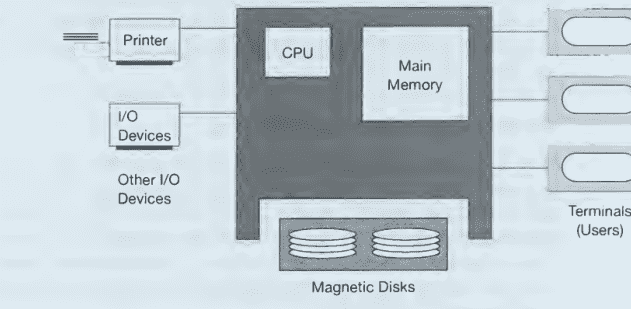 Printer
CPU
Main
Memory
I/O
Devices
Other I/O
Devices
Terminals
(Users)
Magnetic Disks